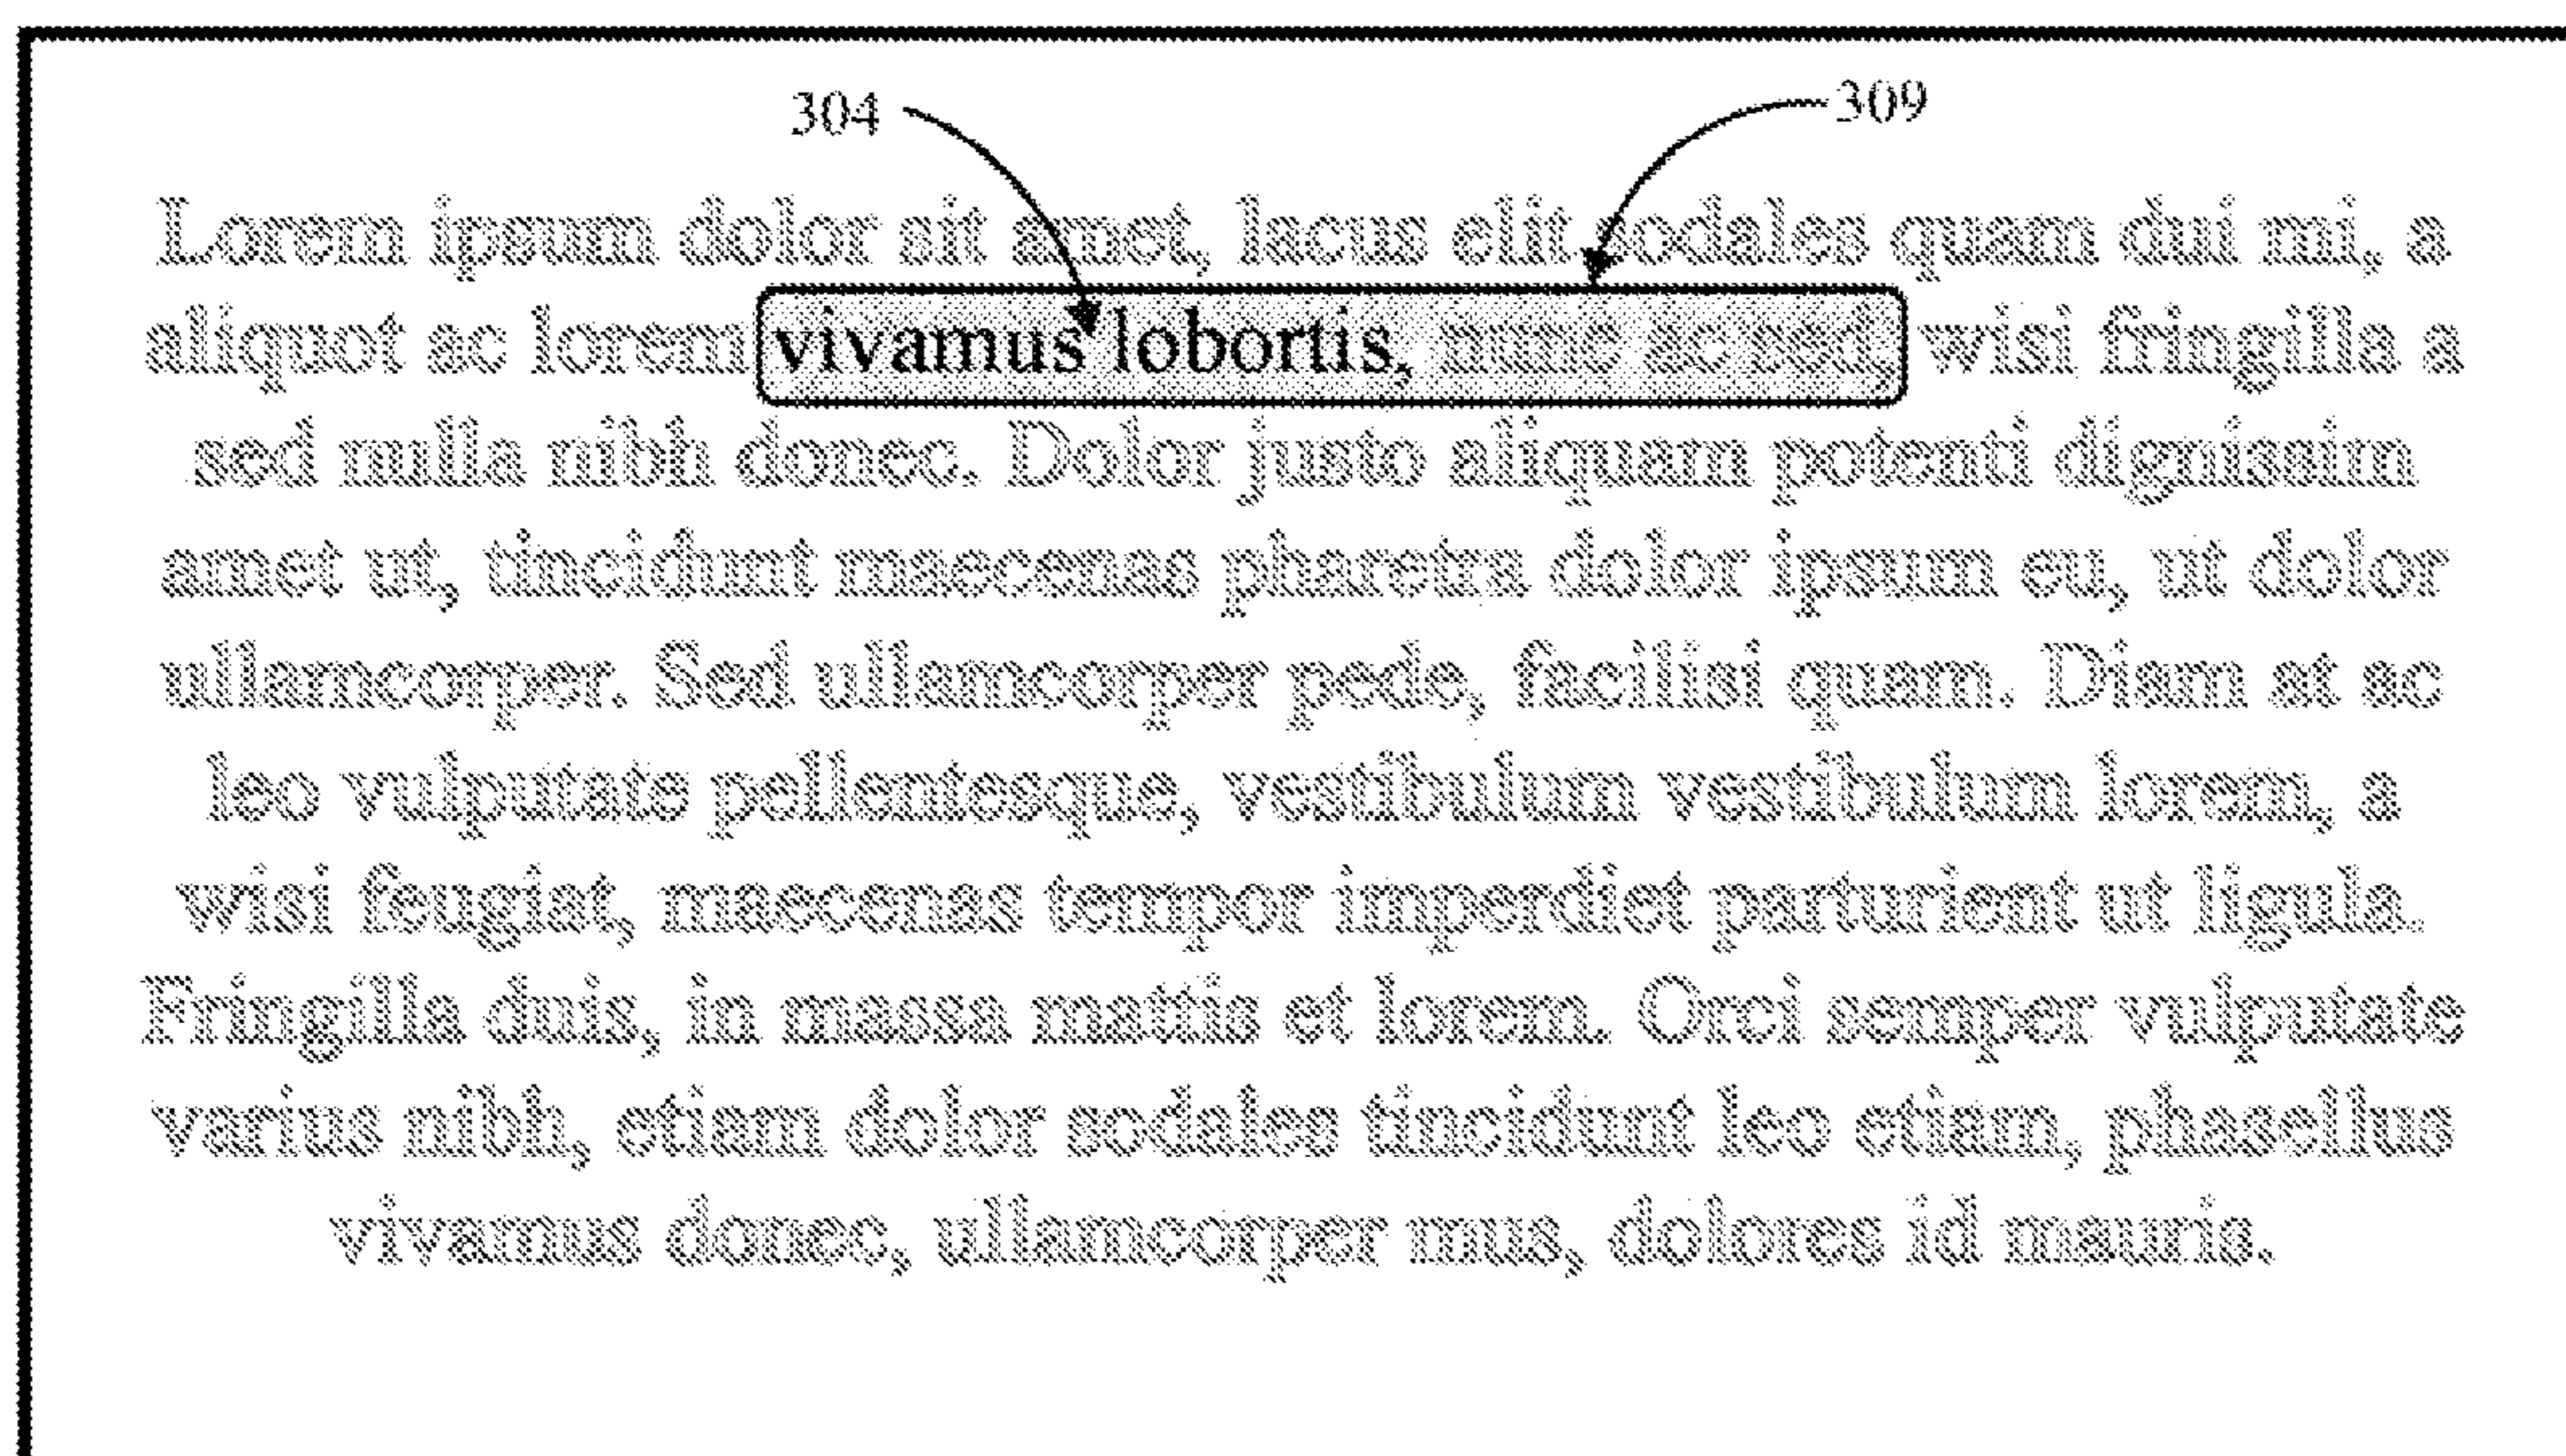 304 309
Lorem ipsum dolor sit amet, lacus elit sodales quam dui mi, a
aliquot ac lorem vivamus lobortis, nunc ac sed, wisi fringilla a
sed nulla nibh donec. Dolor justo aliquam potenti dignissim
amet ut, tincidunt maecenas pharetra dolor ipsum eu, ut dolor
ullamcorper. Sed ullamcorper pede, facilisi quam. Diam at ac
leo vulputate pellentesque, vestibulum vestibulum lorem, a
wisi feugiat, maecenas tempor imperdiet parturient ut ligula.
Fringilla duis, in massa mattis et lorem. Orci semper vulputate
varius nibh, etiam dolor sodales tincidunt leo etiam, phasellus
vivamus donec, ullamcorper mus, dolores id mauris.